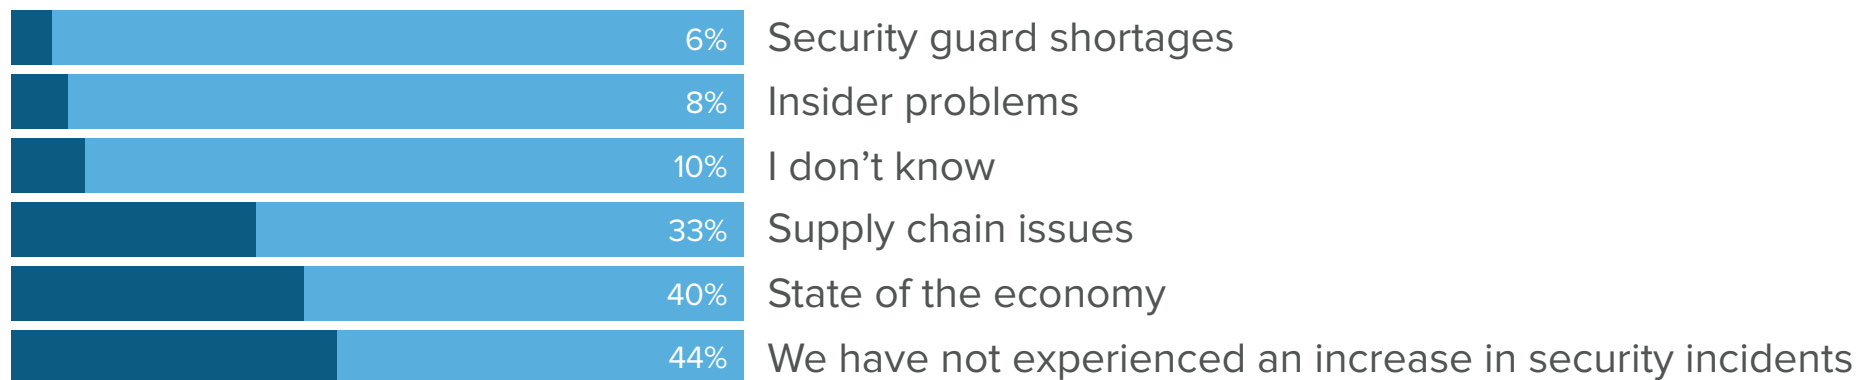 6% Security guard shortages
8% Insider problems
10% I don’t know
33% Supply chain issues
40% State of the economy
44% We have not experienced an increase in security incidents